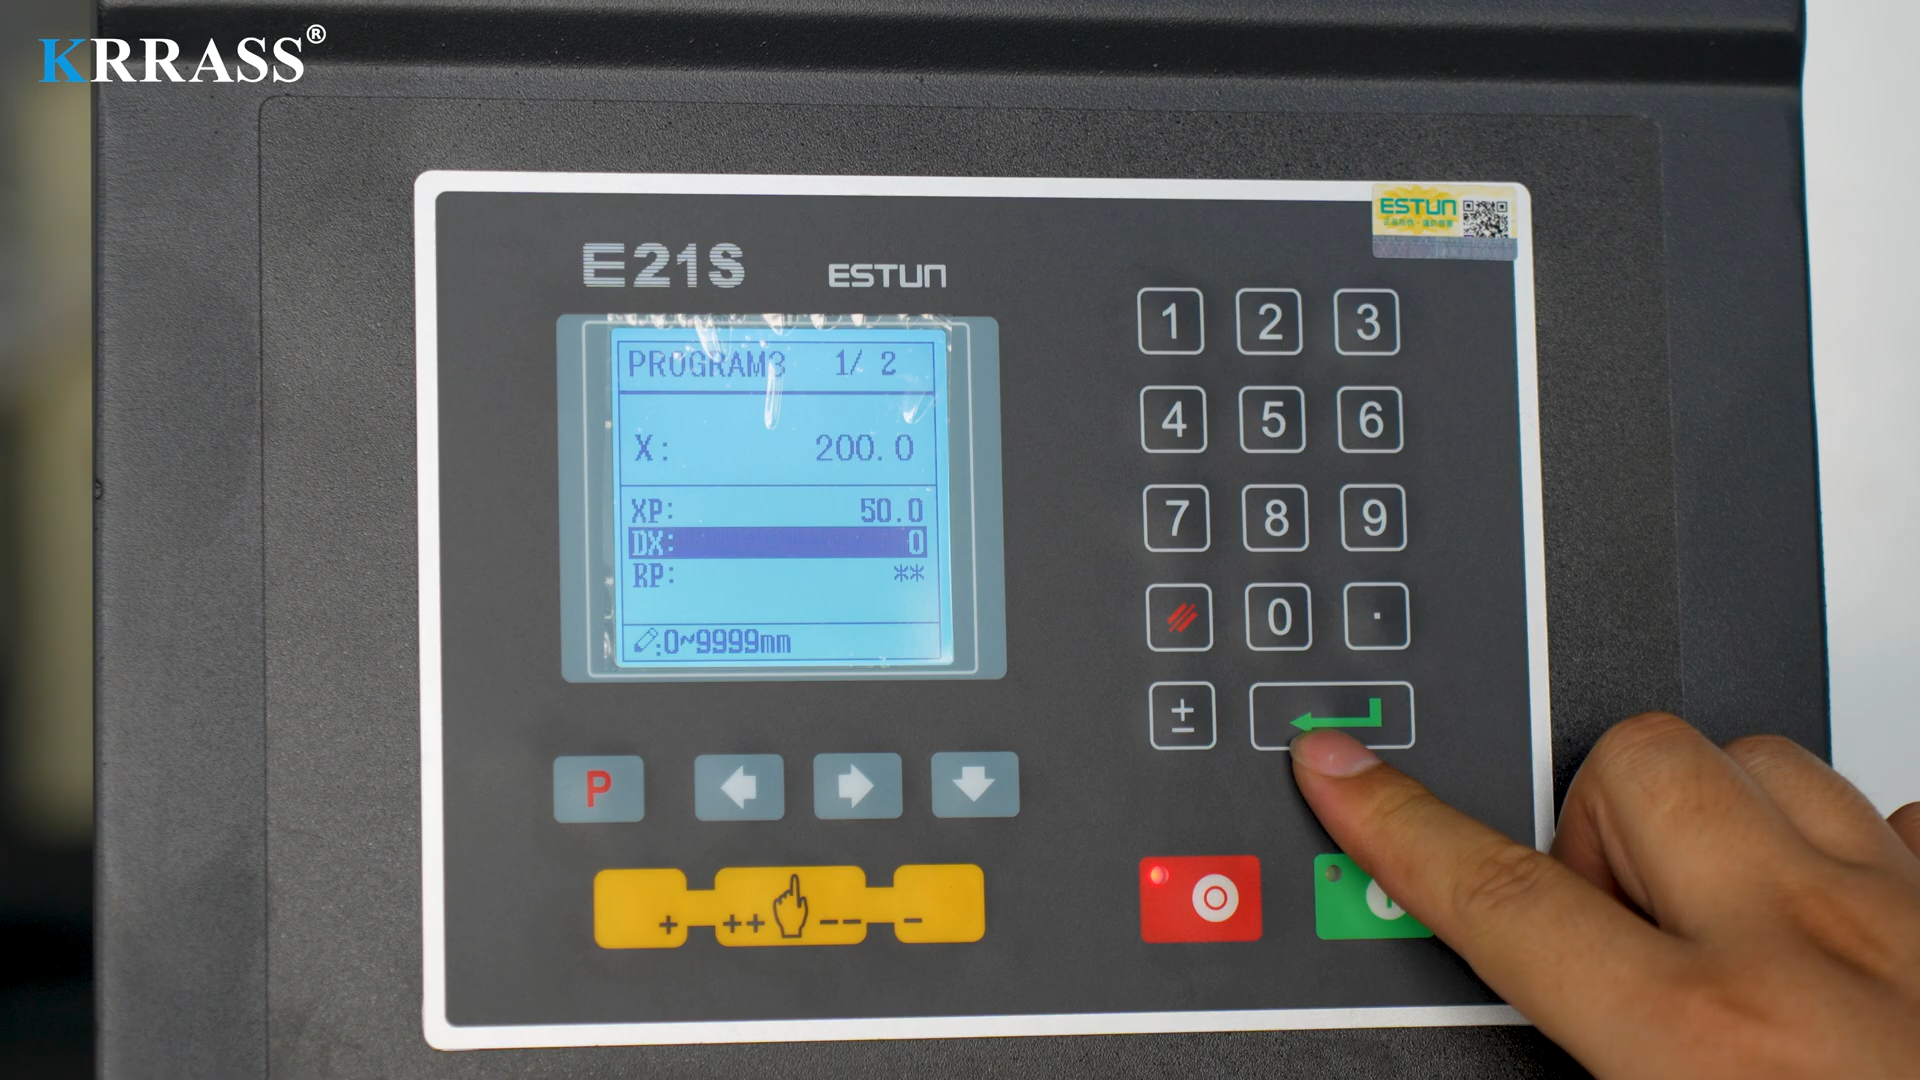 KRRASS®
ESTUN
E21S ESTUN
PROGRAM3 1/ 2
X: 200.0
XP: 50.0
DX: 0
RP: **
:0~9999mm
1 2 3
4 5 6
7 8 9
0 .
±
P
+ ++ -- -